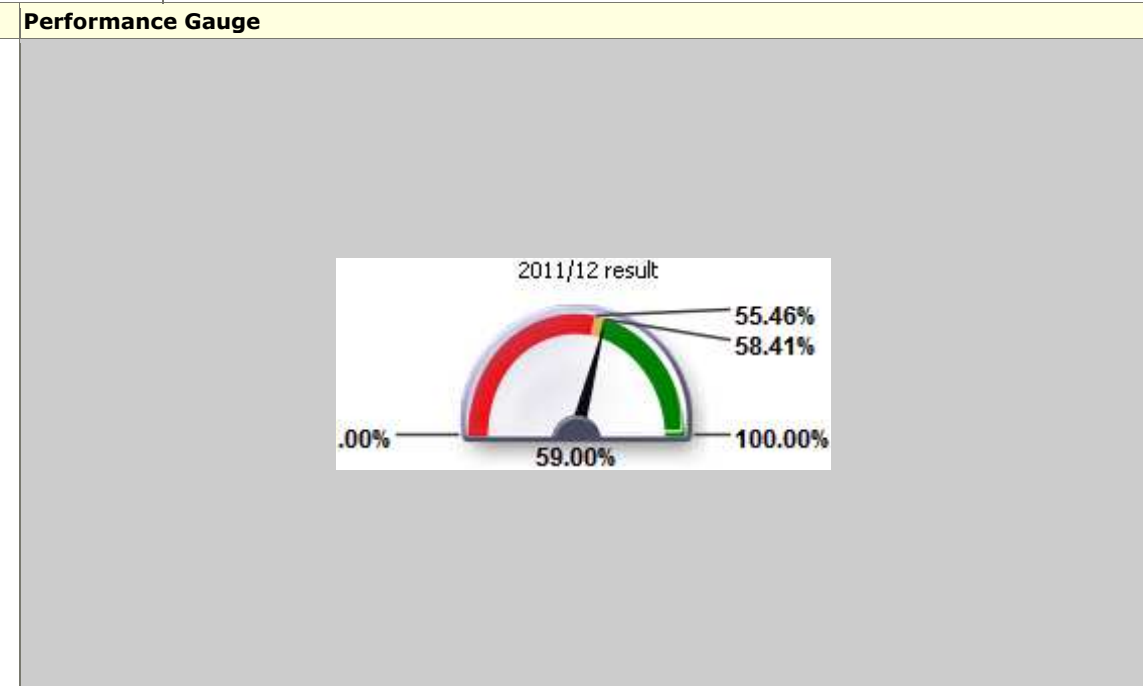 Performance Gauge
2011/12 result
55.46%
58.41%
.00%
100.00%
59.00%